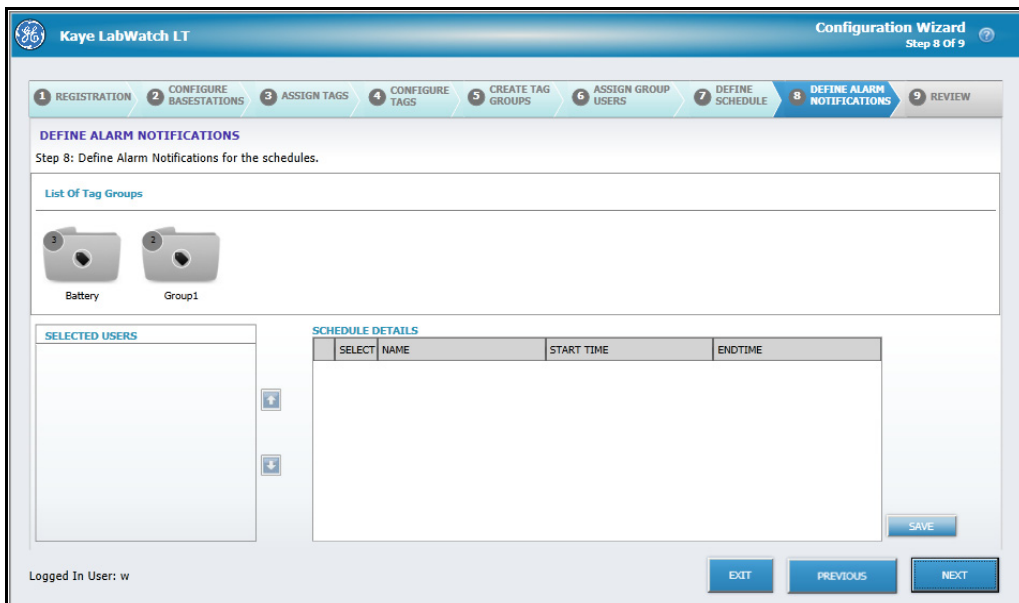 Kaye LabWatch LT
Configuration Wizard
Step 8 Of 9
1 REGISTRATION
2 CONFIGURE
BASESTATIONS
3 ASSIGN TAGS
4 CONFIGURE
TAGS
5 CREATE TAG
GROUPS
6 ASSIGN GROUP
USERS
7 DEFINE
SCHEDULE
8 DEFINE ALARM
NOTIFICATIONS
9 REVIEW
DEFINE ALARM NOTIFICATIONS
Step 8: Define Alarm Notifications for the schedules.
List Of Tag Groups
3
2
Battery
Group1
SELECTED USERS
SCHEDULE DETAILS
SELECT NAME START TIME ENDTIME
SAVE
Logged In User: w
EXIT
PREVIOUS
NEXT